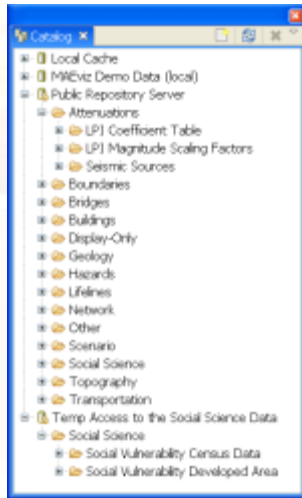 Catalog
Local Cache
MAEviz Demo Data (local)
Public Repository Server
Attenuations
LPI Coefficient Table
LPI Magnitude Scaling Factors
Seismic Sources
Boundaries
Bridges
Buildings
Display-Only
Geology
Hazards
Lifelines
Network
Other
Scenario
Social Science
Topography
Transportation
Temp Access to the Social Science Data
Social Science
Social Vulnerability Census Data
Social Vulnerability Developed Area